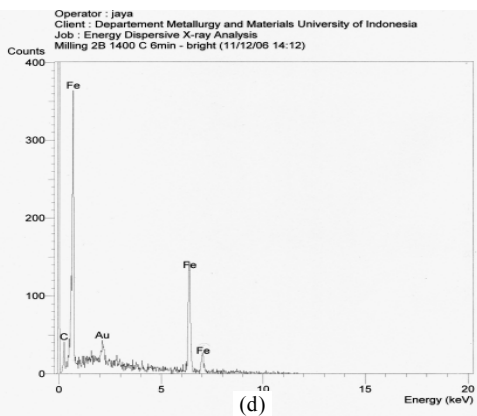 Operator : jaya
Client : Departement Metallurgy and Materials University of Indonesia
Job : Energy Dispersive X-ray Analysis
Milling 2B 1400 C 6min - bright (11/12/06 14:12)
Counts
400
Fe
300
200
Fe
100
C
Au
Fe
0
0
5
10
15
20
Energy (keV)
(d)